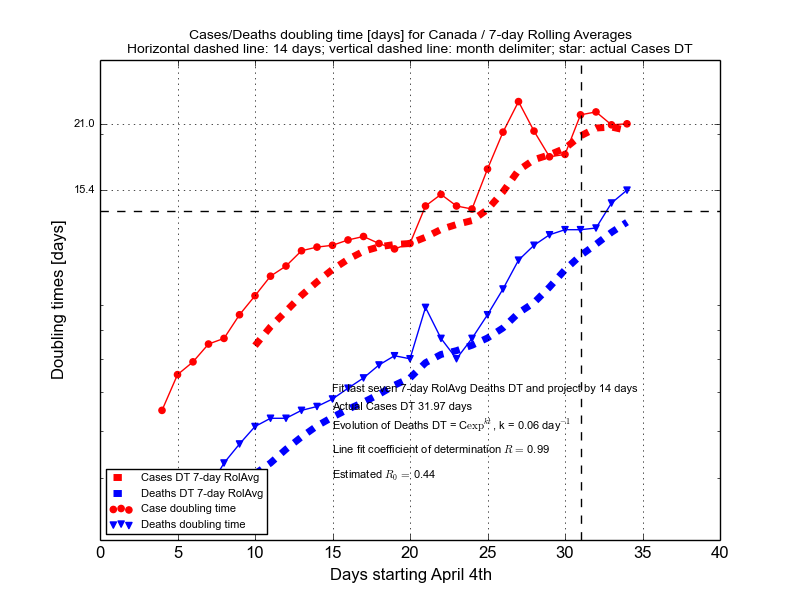 Cases/Deaths doubling time [days] for Canada / 7-day Rolling Averages
Horizontal dashed line: 14 days; vertical dashed line: month delimiter; star: actual Cases DT
21.0
15.4
Doubling times [days]
Fit last seven 7-day RolAvg Deaths DT and project by 14 days
Actual Cases DT 31.97 days
Evolution of Deaths DT = Cexp^{kt}, k = 0.06 day^{-1}
Line fit coefficient of determination R = 0.99
Estimated R_0 = 0.44
Cases DT 7-day RolAvg
Deaths DT 7-day RolAvg
Case doubling time
Deaths doubling time
0 5 10 15 20 25 30 35 40
Days starting April 4th